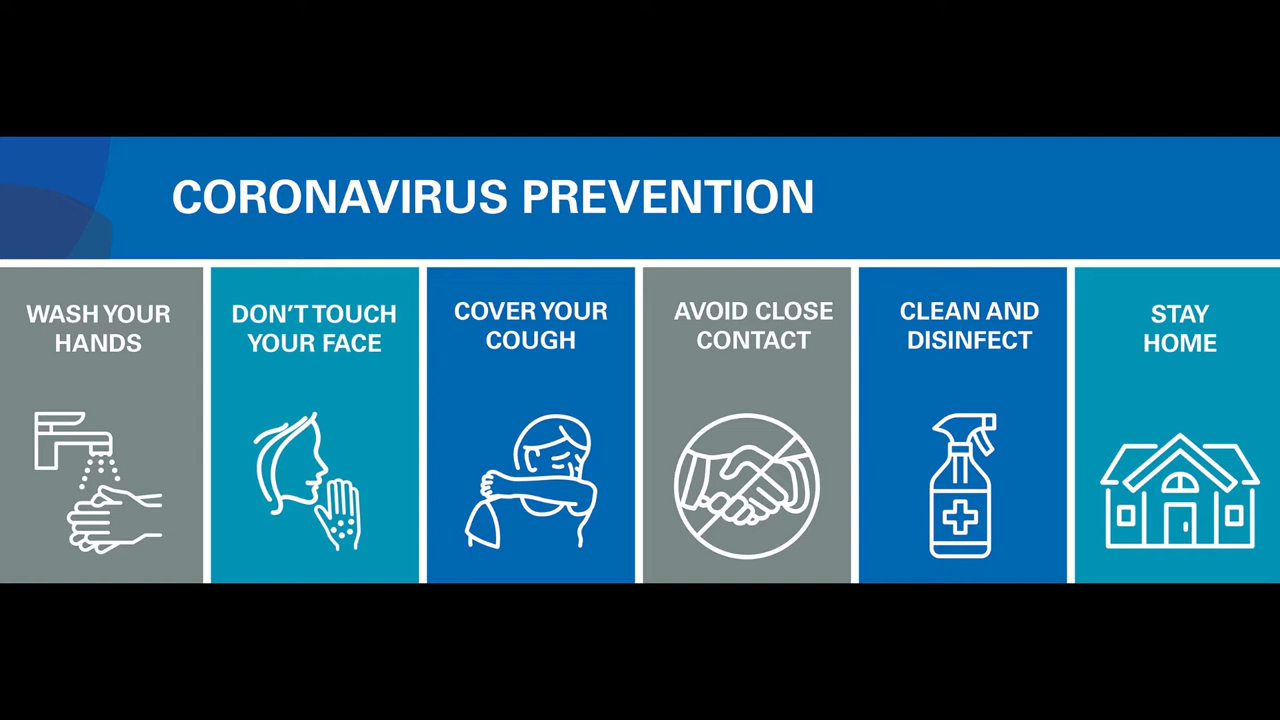 CORONAVIRUS PREVENTION
WASH YOUR
HANDS
DON'T TOUCH
YOUR FACE
COVER YOUR
COUGH
AVOID CLOSE
CONTACT
CLEAN AND
DISINFECT
STAY
HOME